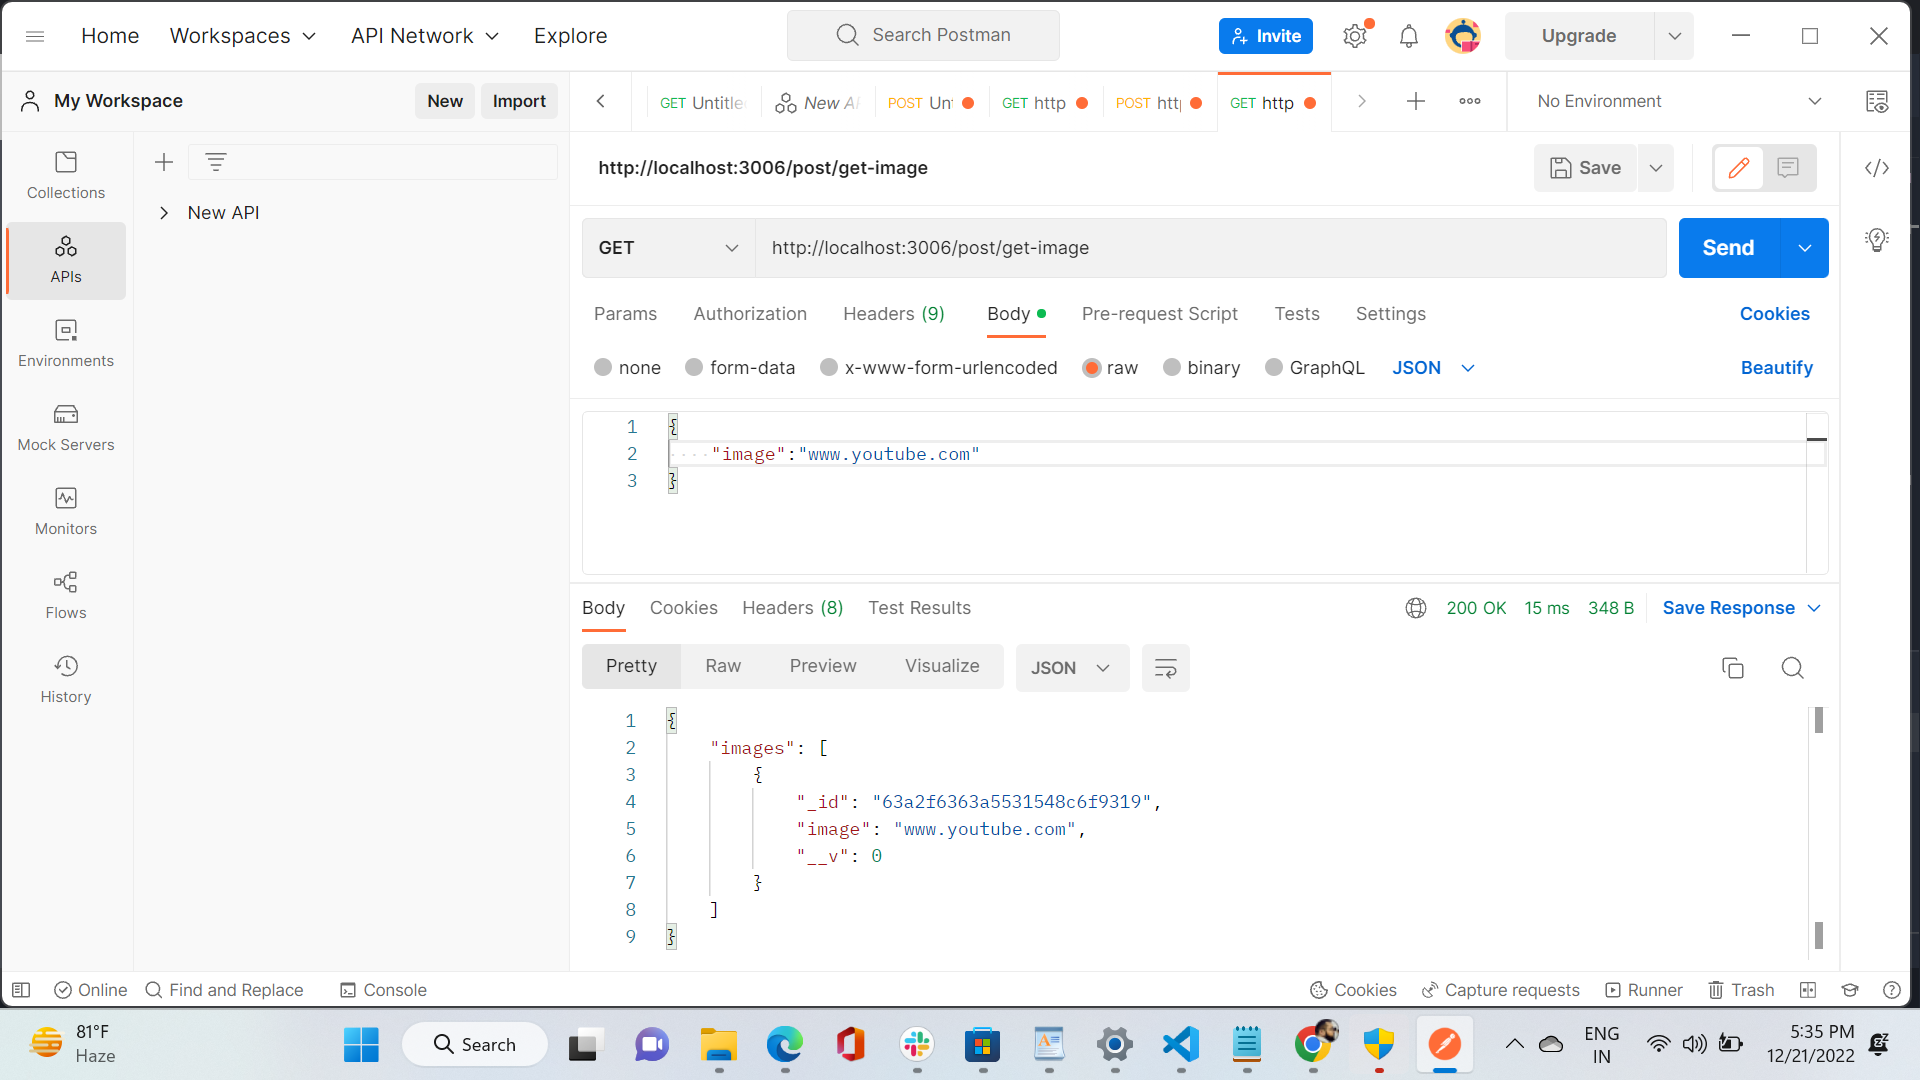 Home Workspaces API Network Explore Search Postman Invite Upgrade
My Workspace New Import GET Untitle New AP POST Unt GET http POST http GET http No Environment
http://localhost:3006/post/get-image Save
Collections
New API
APIs
Environments
Mock Servers
Monitors
Flows
History
GET http://localhost:3006/post/get-image Send
Params Authorization Headers (9) Body Pre-request Script Tests Settings Cookies
none form-data x-www-form-urlencoded raw binary GraphQL JSON Beautify
1 {
2 "image":"www.youtube.com"
3 }
Body Cookies Headers (8) Test Results 200 OK 15 ms 348 B Save Response
Pretty Raw Preview Visualize JSON
1 {
2 "images": [
3 {
4 "_id": "63a2f6363a5531548c6f9319",
5 "image": "www.youtube.com",
6 "__v": 0
7 }
8 ]
9 }
Online Find and Replace Console Cookies Capture requests Runner Trash
81°F
Haze
Search
ENG
IN
5:35 PM
12/21/2022